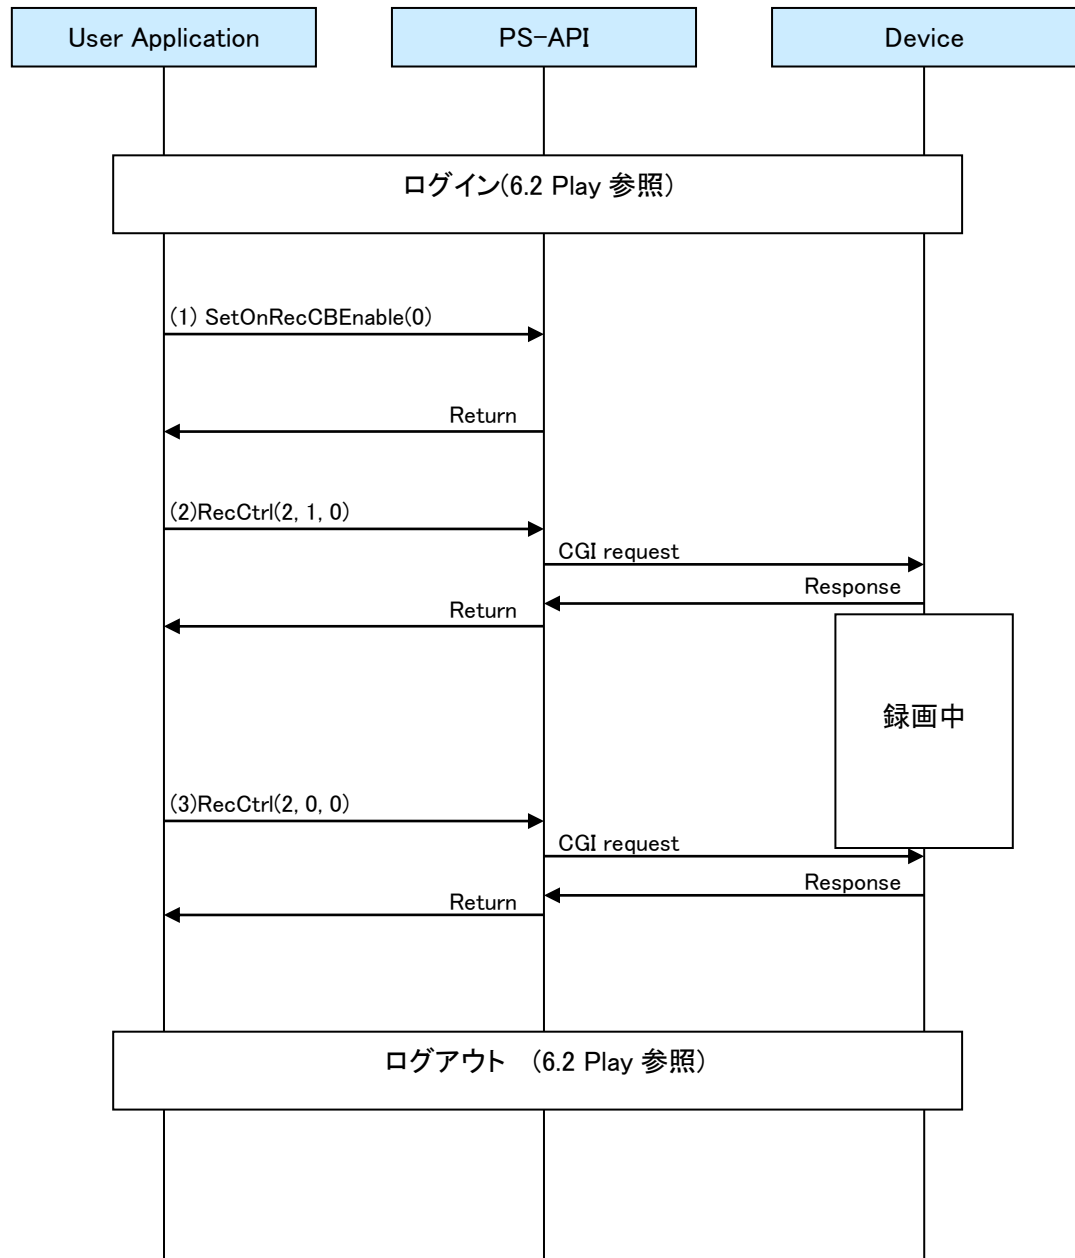 User Application
PS-API
Device
ログイン(6.2 Play 参照)
(1) SetOnRecCBEnable(0)
Return
(2)RecCtrl(2, 1, 0)
CGI request
Response
Return
録画中
(3)RecCtrl(2, 0, 0)
CGI request
Response
Return
ログアウト　(6.2 Play 参照)